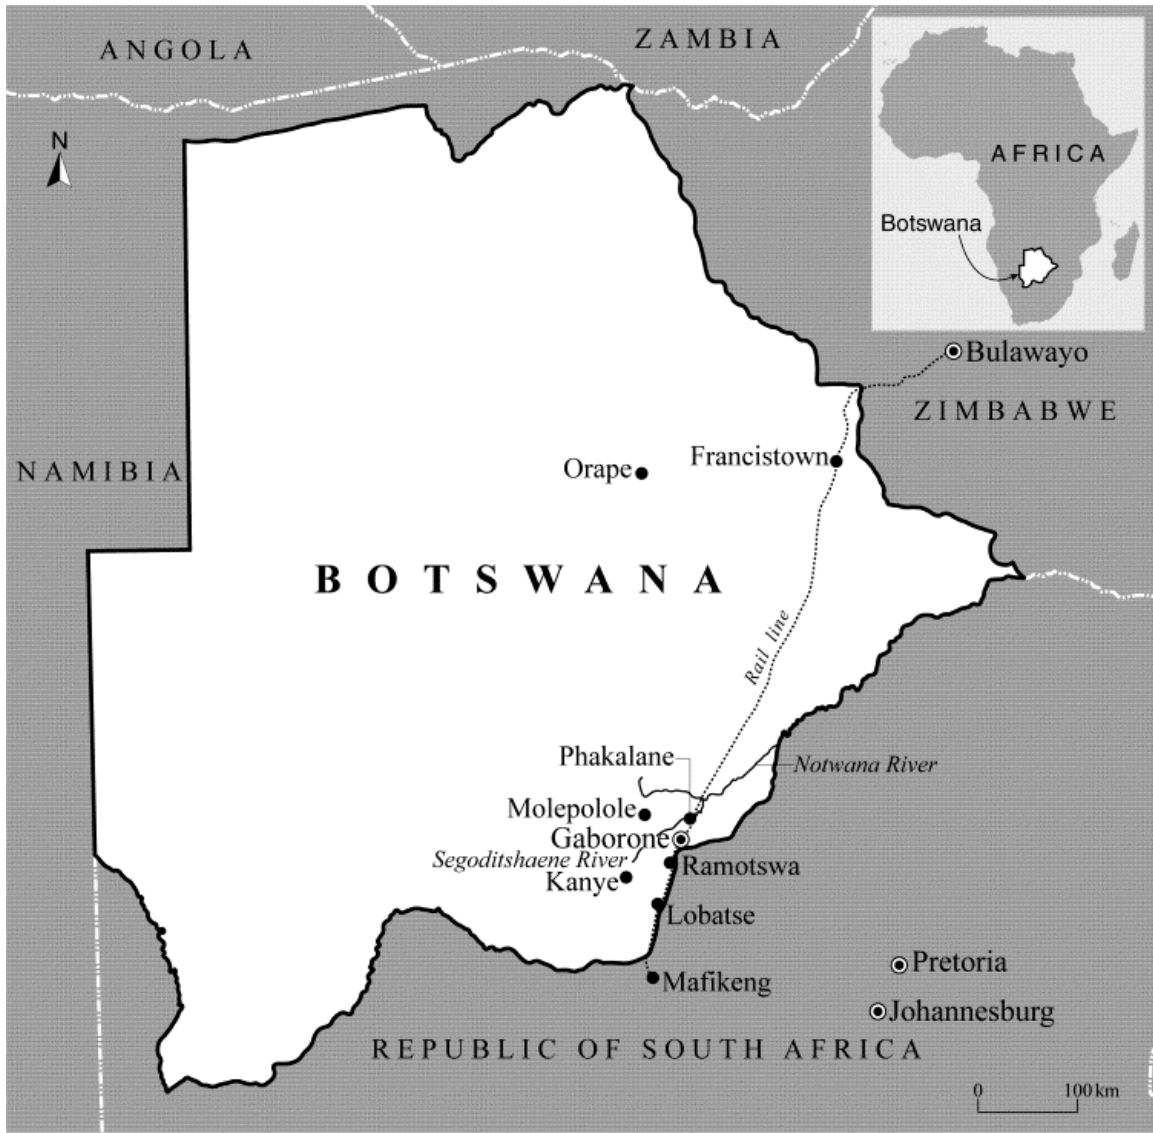 ANGOLA
ZAMBIA
N
AFRICA
Botswana
Bulawayo
ZIMBABWE
NAMIBIA
Orape
Francistown
BOTSWANA
Rail line
Phakalane
Notwana River
Molepolole
Gaborone
Segoditshaene River
Ramotswa
Kanye
Lobatse
Pretoria
Mafikeng
Johannesburg
REPUBLIC OF SOUTH AFRICA
0 100 km